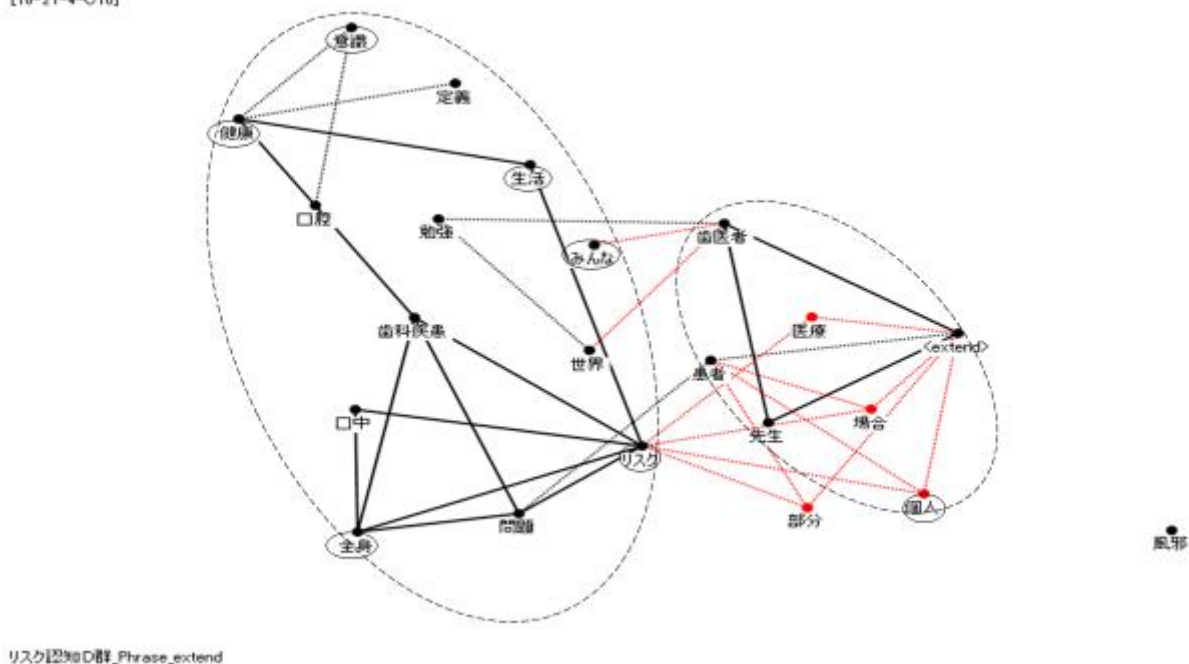 意識
定義
健康
生活
口腔
勉強
みんな
歯医者
歯科疾患
医療
<extend>
世界
患者
口中
先生
場合
リスク
問題
部分
個人
全身
風邪
リスク認知D群_Phrase_extend